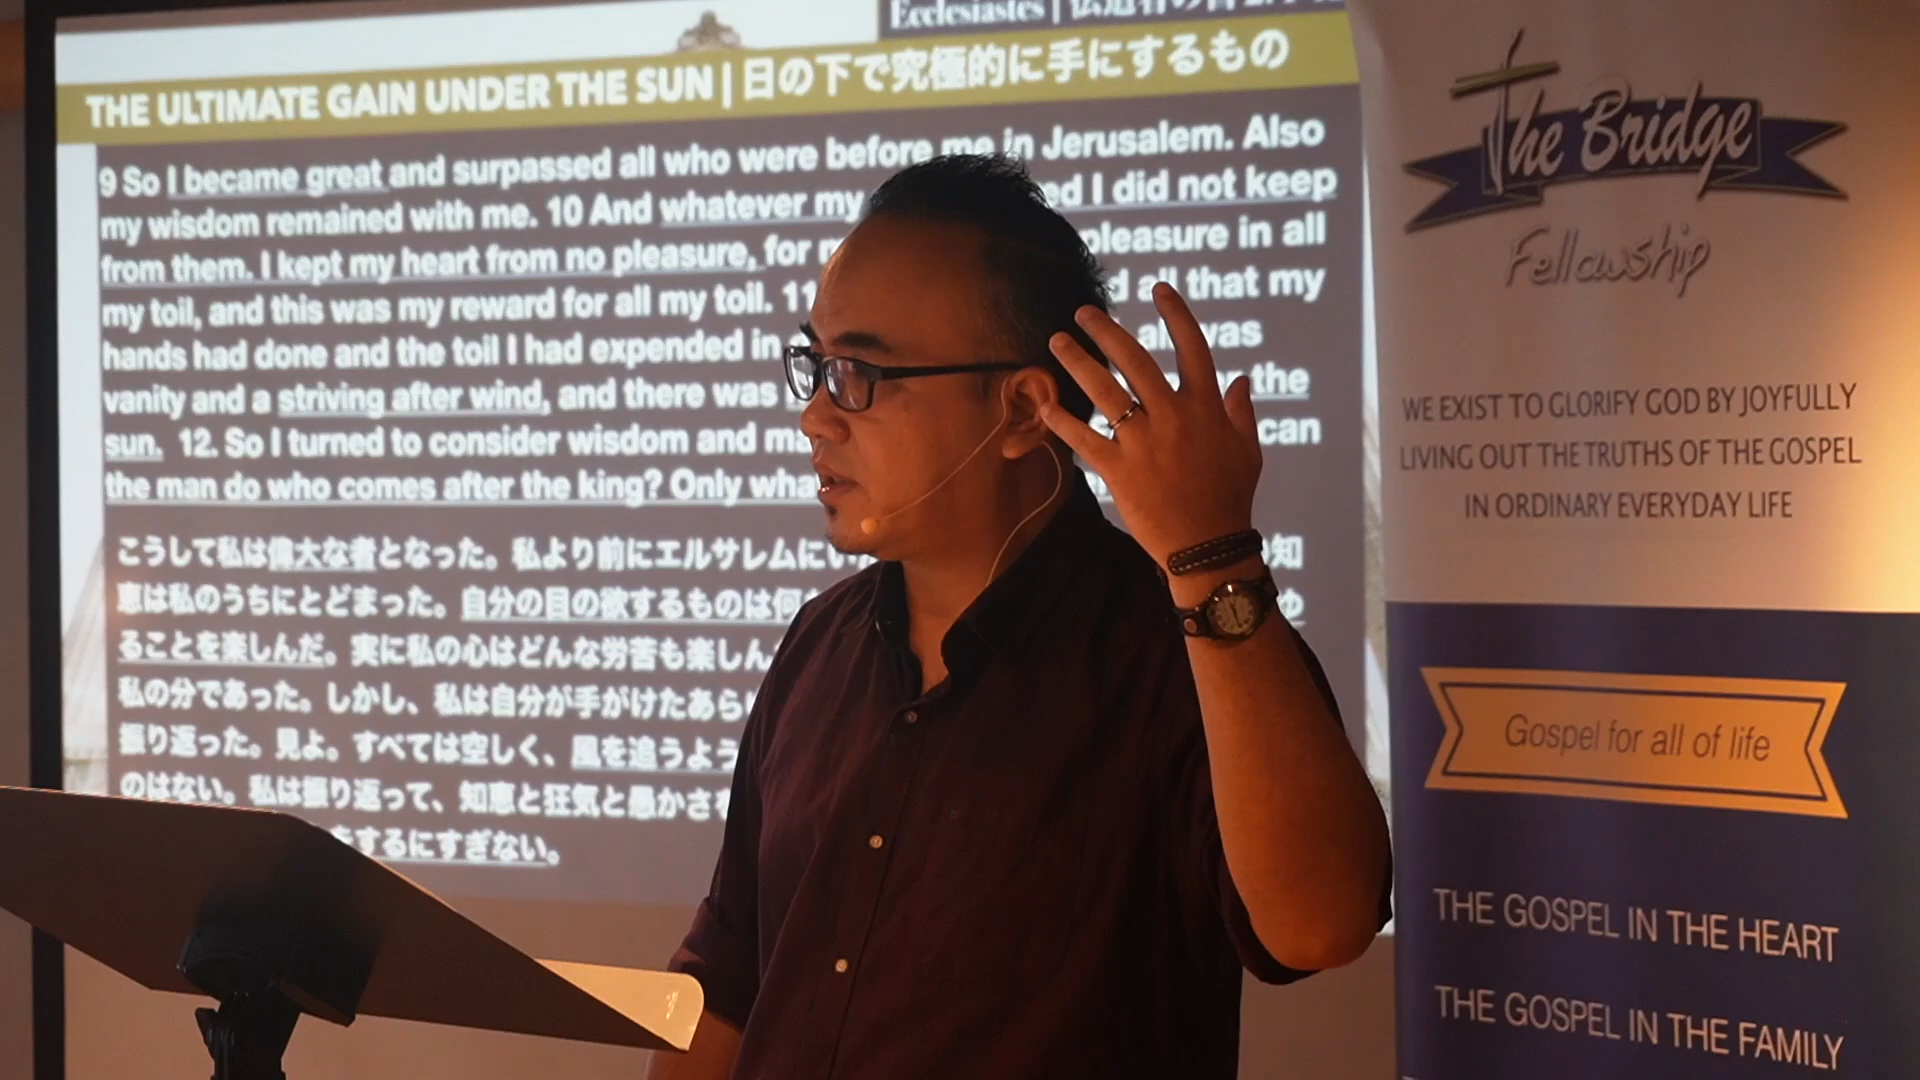 Ecclesiastes |
THE ULTIMATE GAIN UNDER THE SUN | 日の下で究極的に手にするもの
9 So I became great and surpassed all who were before me in Jerusalem. Also
my wisdom remained with me. 10 And whatever my I did not keep
from them. I kept my heart from no pleasure, for pleasure in all
my toil, and this was my reward for all my toil. 11 all that my
hands had done and the toil I had expended in
vanity and a striving after wind, and there was the
sun. 12. So I turned to consider wisdom and can
the man do who comes after the king? Only
こうして私は偉大な者となった。私より前にエルサレムに 知
恵は私のうちにとどまった。自分の目の欲するものは何 ゆ
ることを楽しんだ。実に私の心はどんな労苦も楽しん
私の分であった。しかし、私は自分が手がけたあら
振り返った。見よ。すべては空しく、風を追うよう
のはない。私は振り返って、知恵と狂気と愚かさ
をするにすぎない。
The Bridge
Fellowship
WE EXIST TO GLORIFY GOD BY JOYFULLY
LIVING OUT THE TRUTHS OF THE GOSPEL
IN ORDINARY EVERYDAY LIFE
Gospel for all of life
THE GOSPEL IN THE HEART
THE GOSPEL IN THE FAMILY